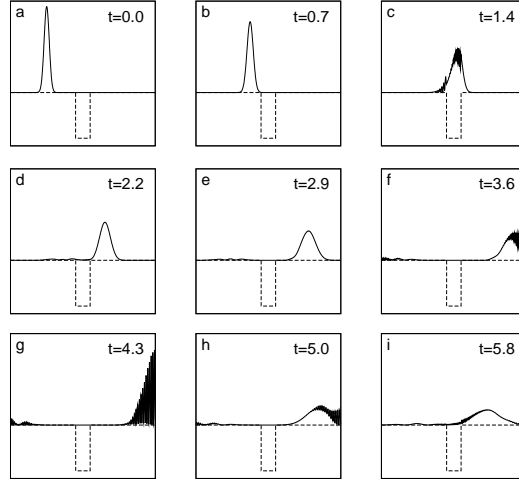 a t=0.0
b t=0.7
c t=1.4
d t=2.2
e t=2.9
f t=3.6
g t=4.3
h t=5.0
i t=5.8